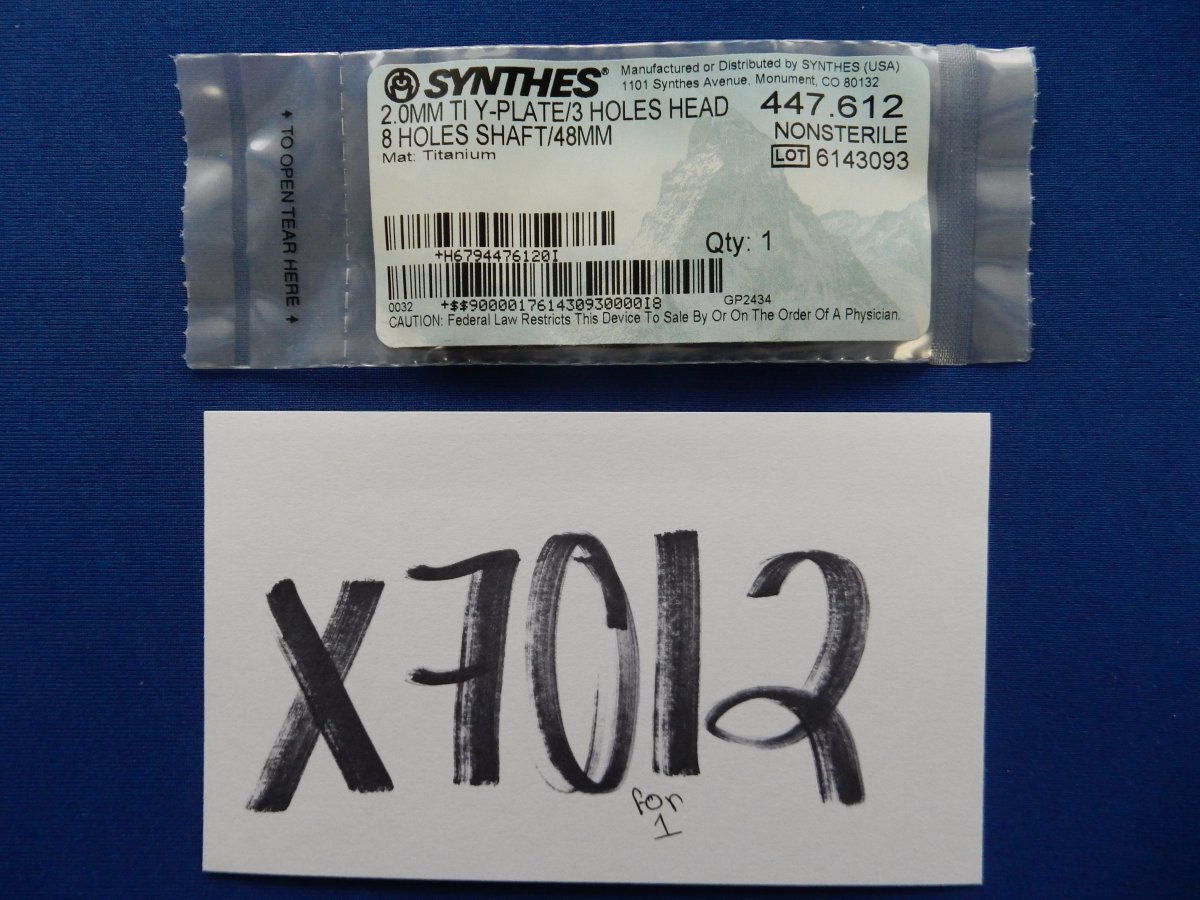 SYNTHES® Manufactured or Distributed by SYNTHES (USA)
1101 Synthes Avenue, Monument, CO 80132
2.0MM TI Y-PLATE/3 HOLES HEAD 447.612
8 HOLES SHAFT/48MM NONSTERILE
Mat: Titanium LOT 6143093
+H6794476120I
Qty: 1
0032 +$$90000176143093000018 GP2434
CAUTION: Federal Law Restricts This Device To Sale By Or On The Order Of A Physician.
TO OPEN TEAR HERE
X7012
for
1